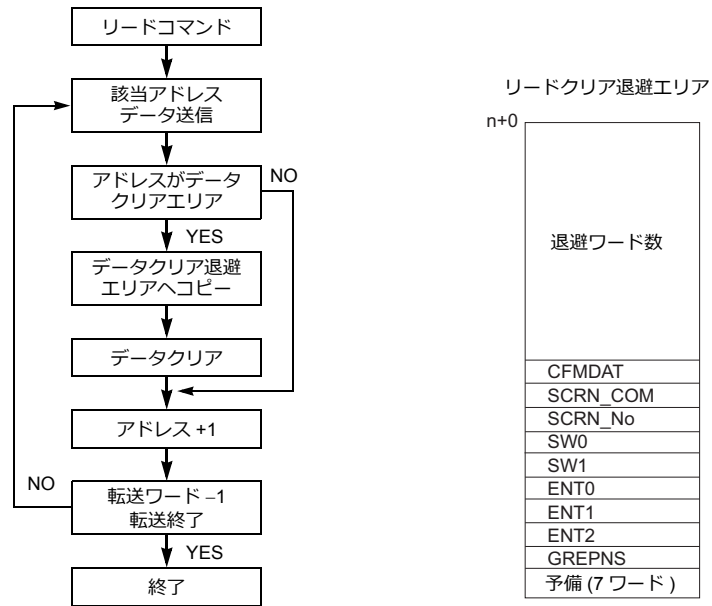 リードコマンド
該当アドレス
データ送信
アドレスがデータ
クリアエリア
NO
YES
データクリア退避
エリアへコピー
データクリア
アドレス +1
転送ワード –1
転送終了
NO
YES
終了
リードクリア退避エリア
n+0
退避ワード数
CFMDAT
SCRN_COM
SCRN_No
SW0
SW1
ENT0
ENT1
ENT2
GREPNS
予備 (7 ワード )